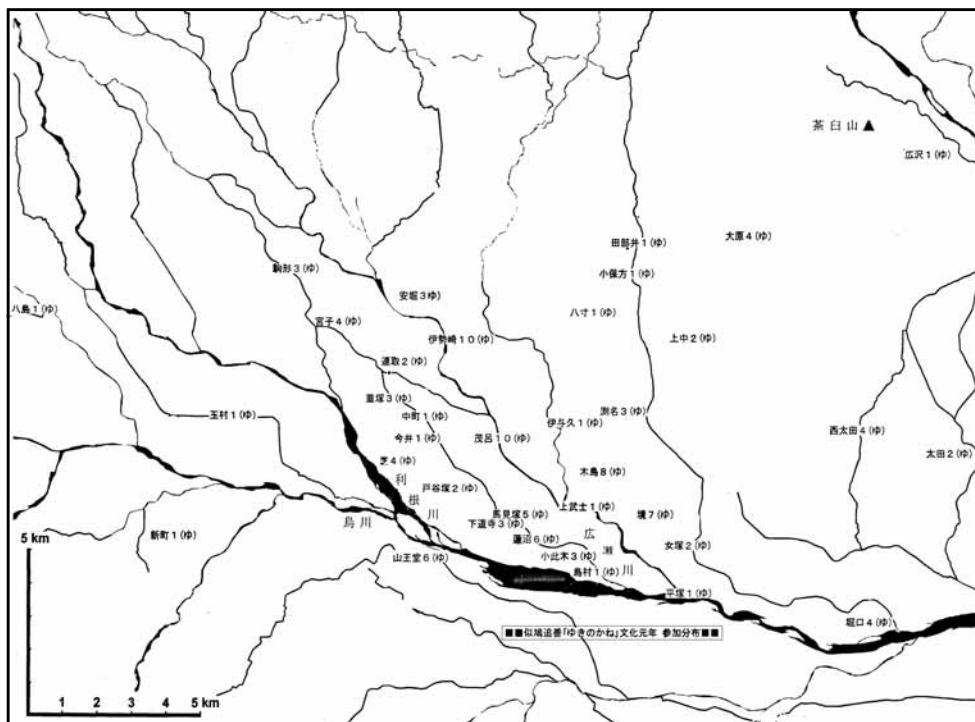 茶臼山▲
広沢1(ゆ)
田部井1(ゆ)
大原4(ゆ)
駒形3(ゆ)
小保方1(ゆ)
安堀3ゆ)
八島1(ゆ)
八寸1(ゆ)
宮子4(ゆ)
伊勢崎10(ゆ)
上中2(ゆ)
連取2(ゆ)
韮塚3(ゆ)
玉村1(ゆ)
中町1(ゆ)
渕名3(ゆ)
伊与久1(ゆ)
西太田4(ゆ)
今井1(ゆ)
茂呂10(ゆ)
太田2(ゆ)
芝4(ゆ)
木島8(ゆ)
利根川
戸谷塚2(ゆ)
上武士1(ゆ)
馬見塚5(ゆ)
境7(ゆ)
烏川
下道寺3(ゆ)
広瀬川
新町1(ゆ)
蓮沼6(ゆ)
女塚2(ゆ)
5 km
山王堂6(ゆ)
小此木3(ゆ)
島村1(ゆ)
平塚1(ゆ)
堀口4(ゆ)
■■似鳩追善「ゆきのかね」文化元年 参加分布■■
1 2 3 4 5 km